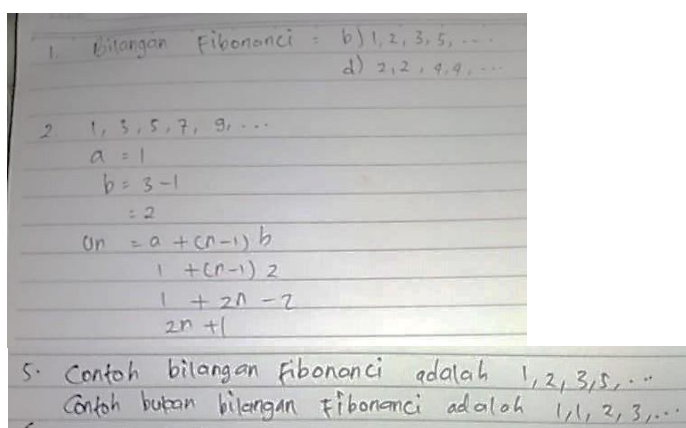 1. Bilangan Fibonanci = b) 1, 2, 3, 5, ....
d) 2, 2, 4, 4, ...
2. 1, 3, 5, 7, 9, ...
a = 1
b = 3 - 1
= 2
Un = a + (n-1) b
1 + (n-1) 2
1 + 2n - 2
2n + 1
5. Contoh bilangan Fibonanci adalah 1, 2, 3, 5, ...
Contoh bukan bilangan Fibonanci adalah 1, 1, 2, 3, ...